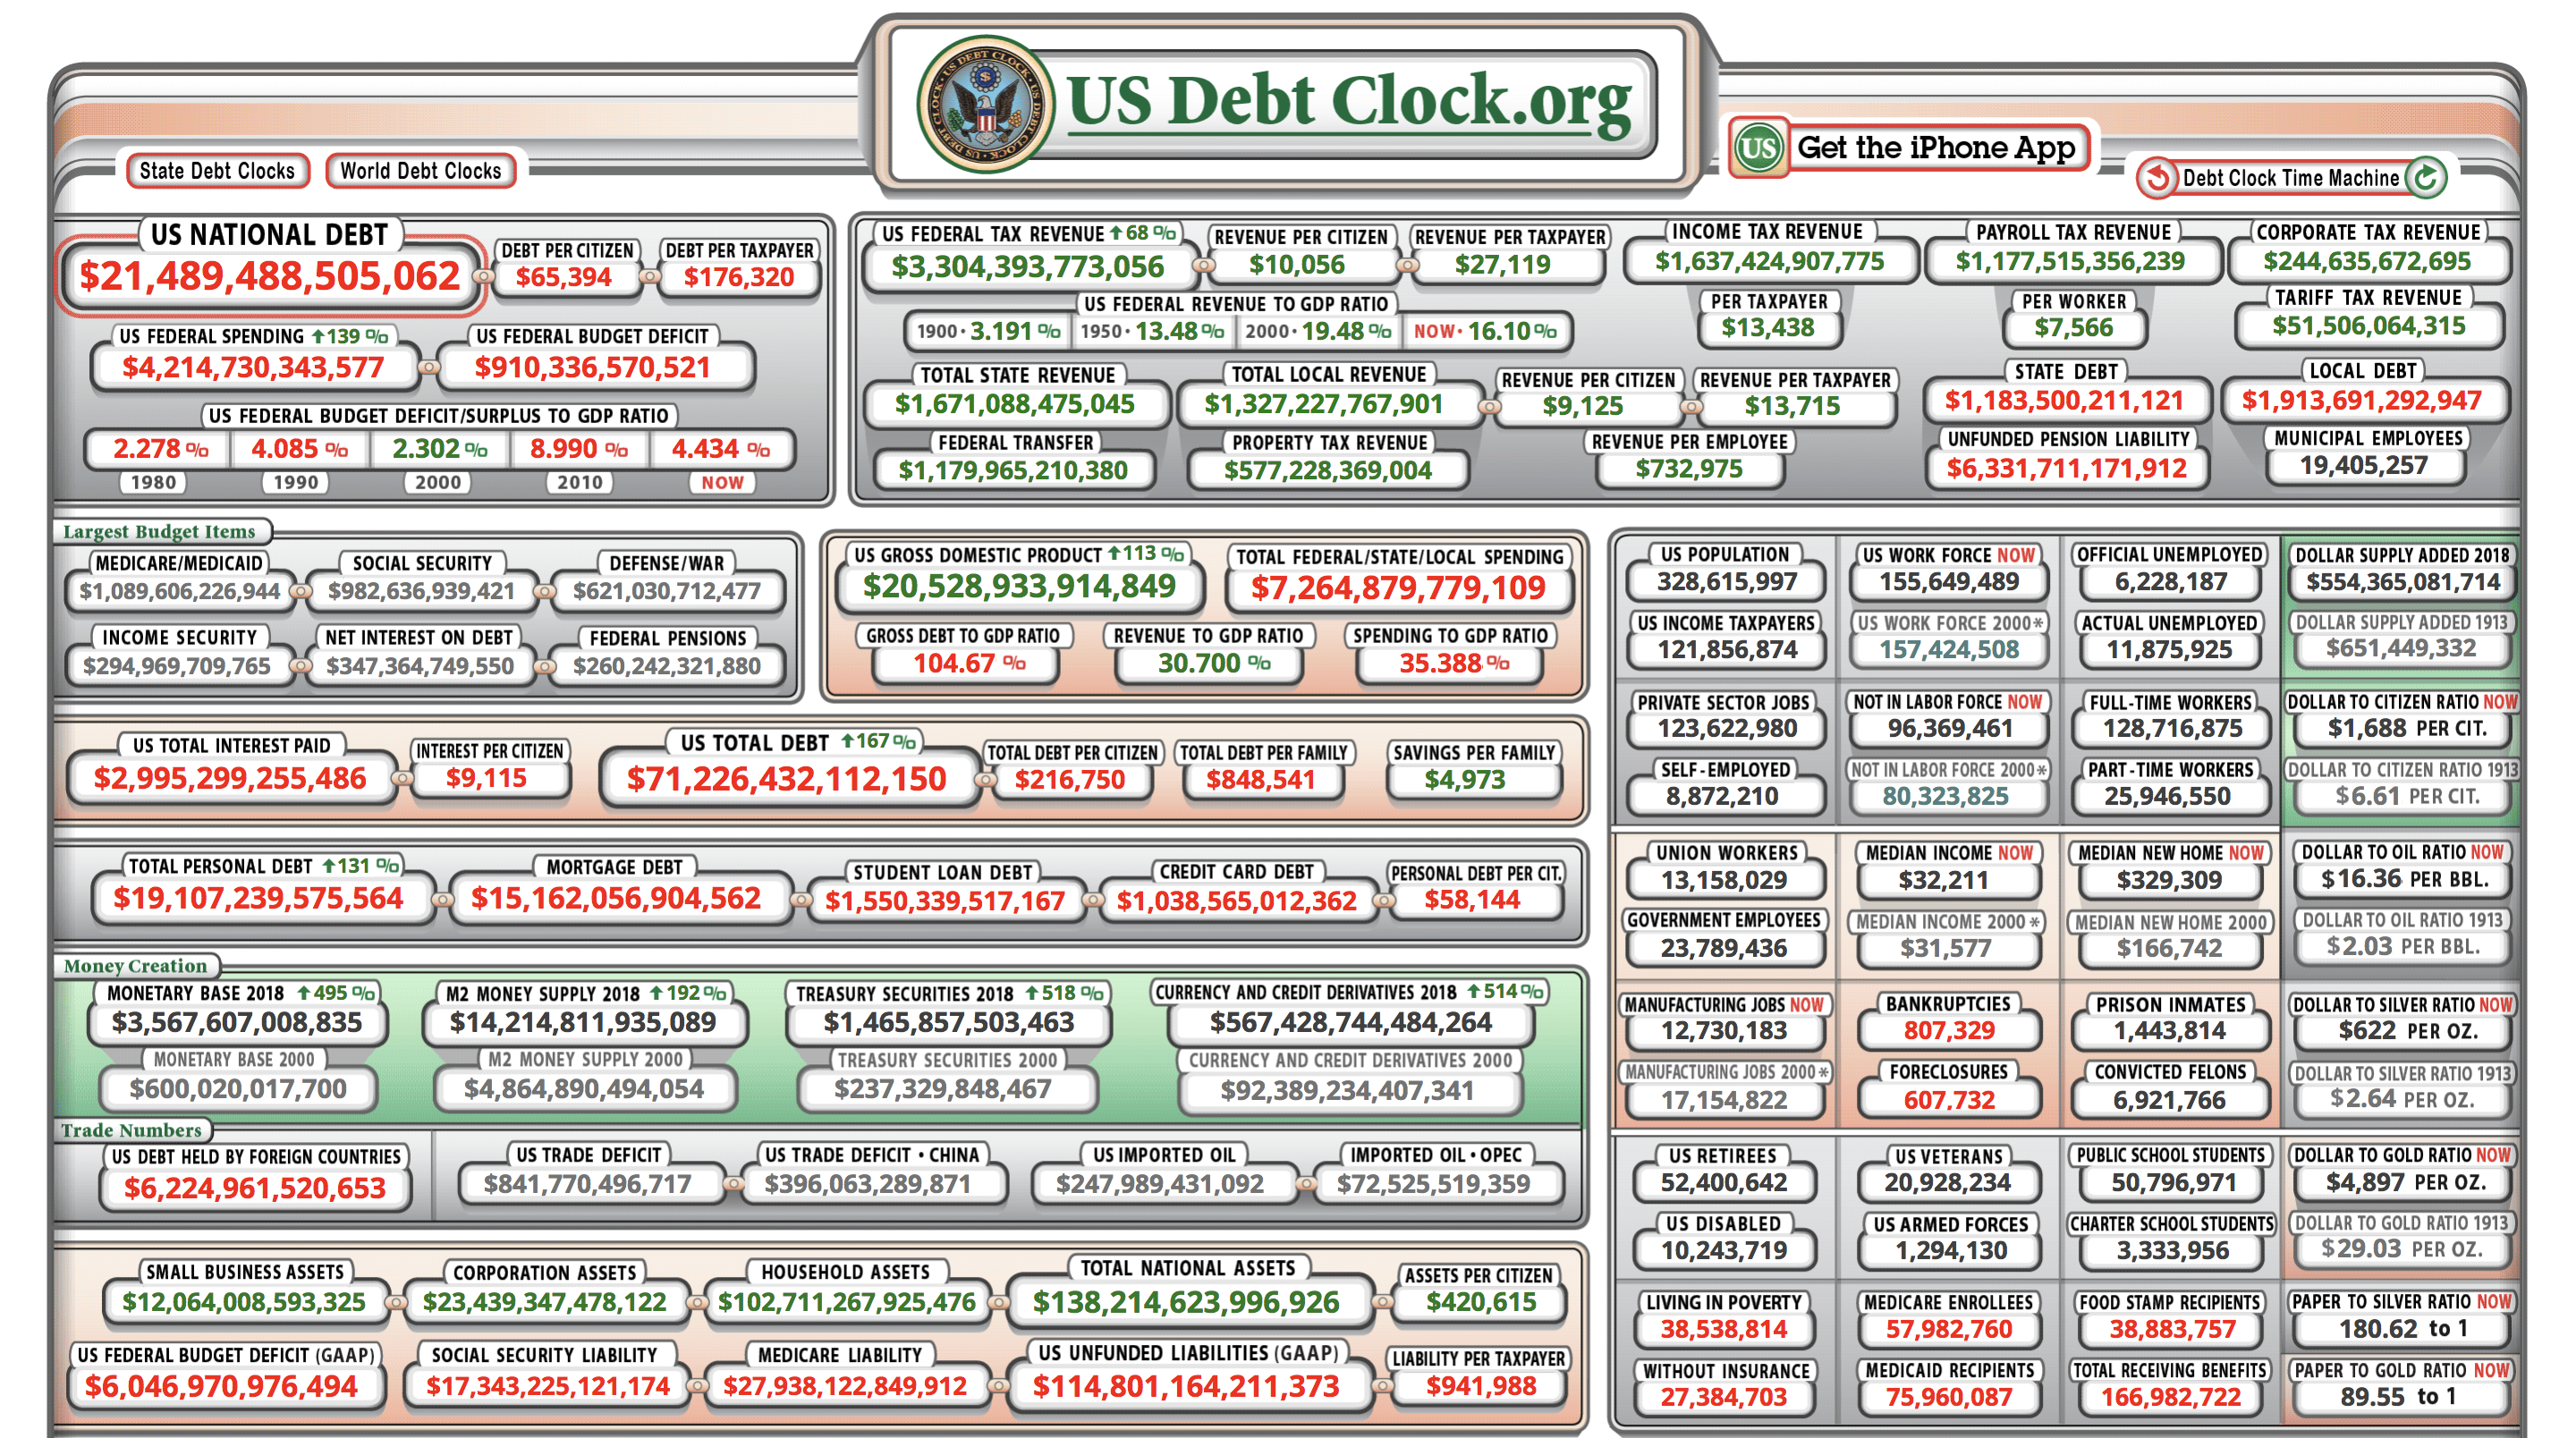 US Debt Clock.org
State Debt Clocks
World Debt Clocks
US Get the iPhone App
Debt Clock Time Machine
US NATIONAL DEBT
$21,489,488,505,062
DEBT PER CITIZEN
$65,394
DEBT PER TAXPAYER
$176,320
US FEDERAL SPENDING 139 %
$4,214,730,343,577
US FEDERAL BUDGET DEFICIT
$910,336,570,521
US FEDERAL BUDGET DEFICIT/SURPLUS TO GDP RATIO
2.278 % 4.085 % 2.302 % 8.990 % 4.434 %
1980 1990 2000 2010 NOW
US FEDERAL TAX REVENUE 68 %
$3,304,393,773,056
REVENUE PER CITIZEN
$10,056
REVENUE PER TAXPAYER
$27,119
INCOME TAX REVENUE
$1,637,424,907,775
PAYROLL TAX REVENUE
$1,177,515,356,239
CORPORATE TAX REVENUE
$244,635,672,695
US FEDERAL REVENUE TO GDP RATIO
1900 · 3.191 % 1950 · 13.48 % 2000 · 19.48 % NOW · 16.10 %
PER TAXPAYER
$13,438
PER WORKER
$7,566
TARIFF TAX REVENUE
$51,506,064,315
TOTAL STATE REVENUE
$1,671,088,475,045
TOTAL LOCAL REVENUE
$1,327,227,767,901
REVENUE PER CITIZEN
$9,125
REVENUE PER TAXPAYER
$13,715
STATE DEBT
$1,183,500,211,121
LOCAL DEBT
$1,913,691,292,947
FEDERAL TRANSFER
$1,179,965,210,380
PROPERTY TAX REVENUE
$577,228,369,004
REVENUE PER EMPLOYEE
$732,975
UNFUNDED PENSION LIABILITY
$6,331,711,171,912
MUNICIPAL EMPLOYEES
19,405,257
Largest Budget Items
MEDICARE/MEDICAID
$1,089,606,226,944
SOCIAL SECURITY
$982,636,939,421
DEFENSE/WAR
$621,030,712,477
INCOME SECURITY
$294,969,709,765
NET INTEREST ON DEBT
$347,364,749,550
FEDERAL PENSIONS
$260,242,321,880
US GROSS DOMESTIC PRODUCT 113 %
$20,528,933,914,849
TOTAL FEDERAL/STATE/LOCAL SPENDING
$7,264,879,779,109
GROSS DEBT TO GDP RATIO
104.67 %
REVENUE TO GDP RATIO
30.700 %
SPENDING TO GDP RATIO
35.388 %
US TOTAL INTEREST PAID
$2,995,299,255,486
INTEREST PER CITIZEN
$9,115
US TOTAL DEBT 167 %
$71,226,432,112,150
TOTAL DEBT PER CITIZEN
$216,750
TOTAL DEBT PER FAMILY
$848,541
SAVINGS PER FAMILY
$4,973
TOTAL PERSONAL DEBT 131 %
$19,107,239,575,564
MORTGAGE DEBT
$15,162,056,904,562
STUDENT LOAN DEBT
$1,550,339,517,167
CREDIT CARD DEBT
$1,038,565,012,362
PERSONAL DEBT PER CIT.
$58,144
Money Creation
MONETARY BASE 2018 495 %
$3,567,607,008,835
M2 MONEY SUPPLY 2018 192 %
$14,214,811,935,089
TREASURY SECURITIES 2018 518 %
$1,465,857,503,463
CURRENCY AND CREDIT DERIVATIVES 2018 514 %
$567,428,744,484,264
MONETARY BASE 2000
$600,020,017,700
M2 MONEY SUPPLY 2000
$4,864,890,494,054
TREASURY SECURITIES 2000
$237,329,848,467
CURRENCY AND CREDIT DERIVATIVES 2000
$92,389,234,407,341
Trade Numbers
US DEBT HELD BY FOREIGN COUNTRIES
$6,224,961,520,653
US TRADE DEFICIT
$841,770,496,717
US TRADE DEFICIT · CHINA
$396,063,289,871
US IMPORTED OIL
$247,989,431,092
IMPORTED OIL · OPEC
$72,525,519,359
SMALL BUSINESS ASSETS
$12,064,008,593,325
CORPORATION ASSETS
$23,439,347,478,122
HOUSEHOLD ASSETS
$102,711,267,925,476
TOTAL NATIONAL ASSETS
$138,214,623,996,926
ASSETS PER CITIZEN
$420,615
US FEDERAL BUDGET DEFICIT (GAAP)
$6,046,970,976,494
SOCIAL SECURITY LIABILITY
$17,343,225,121,174
MEDICARE LIABILITY
$27,938,122,849,912
US UNFUNDED LIABILITIES (GAAP)
$114,801,164,211,373
LIABILITY PER TAXPAYER
$941,988
US POPULATION
328,615,997
US WORK FORCE NOW
155,649,489
OFFICIAL UNEMPLOYED
6,228,187
DOLLAR SUPPLY ADDED 2018
$554,365,081,714
US INCOME TAXPAYERS
121,856,874
US WORK FORCE 2000*
157,424,508
ACTUAL UNEMPLOYED
11,875,925
DOLLAR SUPPLY ADDED 1913
$651,449,332
PRIVATE SECTOR JOBS
123,622,980
NOT IN LABOR FORCE NOW
96,369,461
FULL-TIME WORKERS
128,716,875
DOLLAR TO CITIZEN RATIO NOW
$1,688 PER CIT.
SELF-EMPLOYED
8,872,210
NOT IN LABOR FORCE 2000*
80,323,825
PART-TIME WORKERS
25,946,550
DOLLAR TO CITIZEN RATIO 1913
$6.61 PER CIT.
UNION WORKERS
13,158,029
MEDIAN INCOME NOW
$32,211
MEDIAN NEW HOME NOW
$329,309
DOLLAR TO OIL RATIO NOW
$16.36 PER BBL.
GOVERNMENT EMPLOYEES
23,789,436
MEDIAN INCOME 2000 *
$31,577
MEDIAN NEW HOME 2000
$166,742
DOLLAR TO OIL RATIO 1913
$2.03 PER BBL.
MANUFACTURING JOBS NOW
12,730,183
BANKRUPTCIES
807,329
PRISON INMATES
1,443,814
DOLLAR TO SILVER RATIO NOW
$622 PER OZ.
MANUFACTURING JOBS 2000*
17,154,822
FORECLOSURES
607,732
CONVICTED FELONS
6,921,766
DOLLAR TO SILVER RATIO 1913
$2.64 PER OZ.
US RETIREES
52,400,642
US VETERANS
20,928,234
PUBLIC SCHOOL STUDENTS
50,796,971
DOLLAR TO GOLD RATIO NOW
$4,897 PER OZ.
US DISABLED
10,243,719
US ARMED FORCES
1,294,130
CHARTER SCHOOL STUDENTS
3,333,956
DOLLAR TO GOLD RATIO 1913
$29.03 PER OZ.
LIVING IN POVERTY
38,538,814
MEDICARE ENROLLEES
57,982,760
FOOD STAMP RECIPIENTS
38,883,757
PAPER TO SILVER RATIO NOW
180.62 to 1
WITHOUT INSURANCE
27,384,703
MEDICAID RECIPIENTS
75,960,087
TOTAL RECEIVING BENEFITS
166,982,722
PAPER TO GOLD RATIO NOW
89.55 to 1